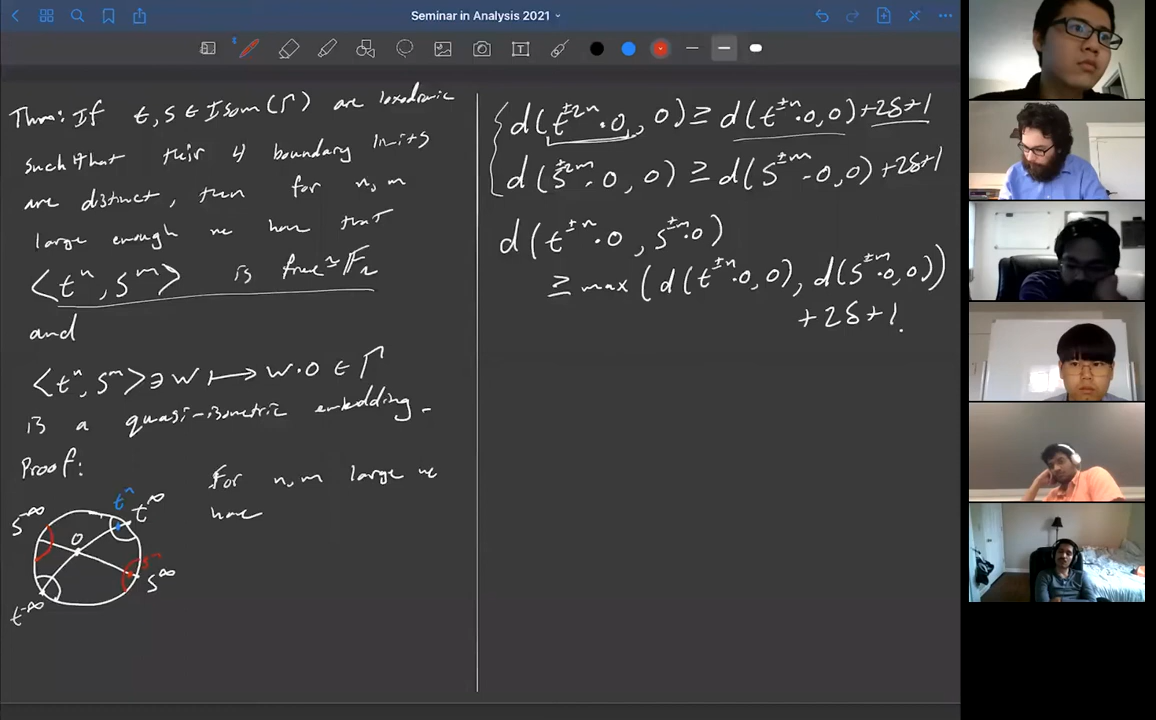 Seminar in Analysis 2021
Thm: If t, s ∈ Isom(Γ) are loxodromic
such that their 4 boundary limits
are distinct, then for n, m
large enough we have that
<t^n, s^m> is free ≅ F_2
and
<t^n, s^m> ∋ w ↦ w·o ∈ Γ
is a quasi-isometric embedding.
Proof:
For n, m large we
have
s^-∞
t^n
t^∞
o
s^m
s^∞
t^-∞
d(t^±2n·o, o) ≥ d(t^±n·o, o) + 2δ+1
d(s^±2m·o, o) ≥ d(s^±m·o, o) + 2δ+1
d(t^±n·o, s^±m·o)
≥ max(d(t^±n·o, o), d(s^±m·o, o))
+ 2δ+1.